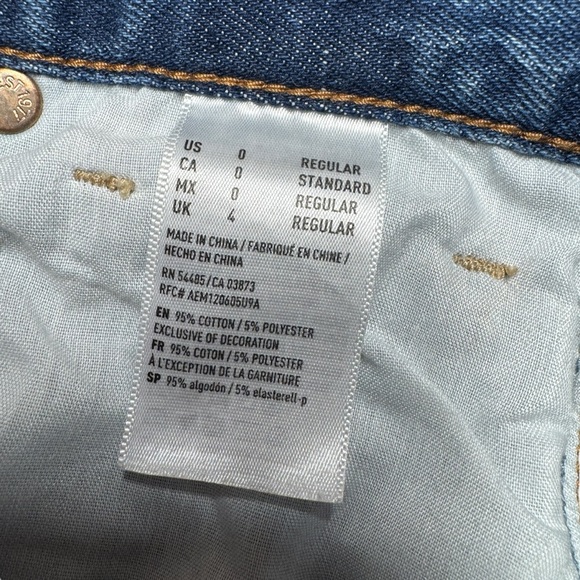 US 0 REGULAR
CA 0 STANDARD
MX 0 REGULAR
UK 4 REGULAR
MADE IN CHINA / FABRIQUÉ EN CHINE /
HECHO EN CHINA
RN 54485/CA 03873
RFC# AEM120605U9A
EN 95% COTTON / 5% POLYESTER
EXCLUSIVE OF DECORATION
FR 95% COTON / 5% POLYESTER
À L'EXCEPTION DE LA GARNITURE
SP 95% algodón / 5% elasterell-p